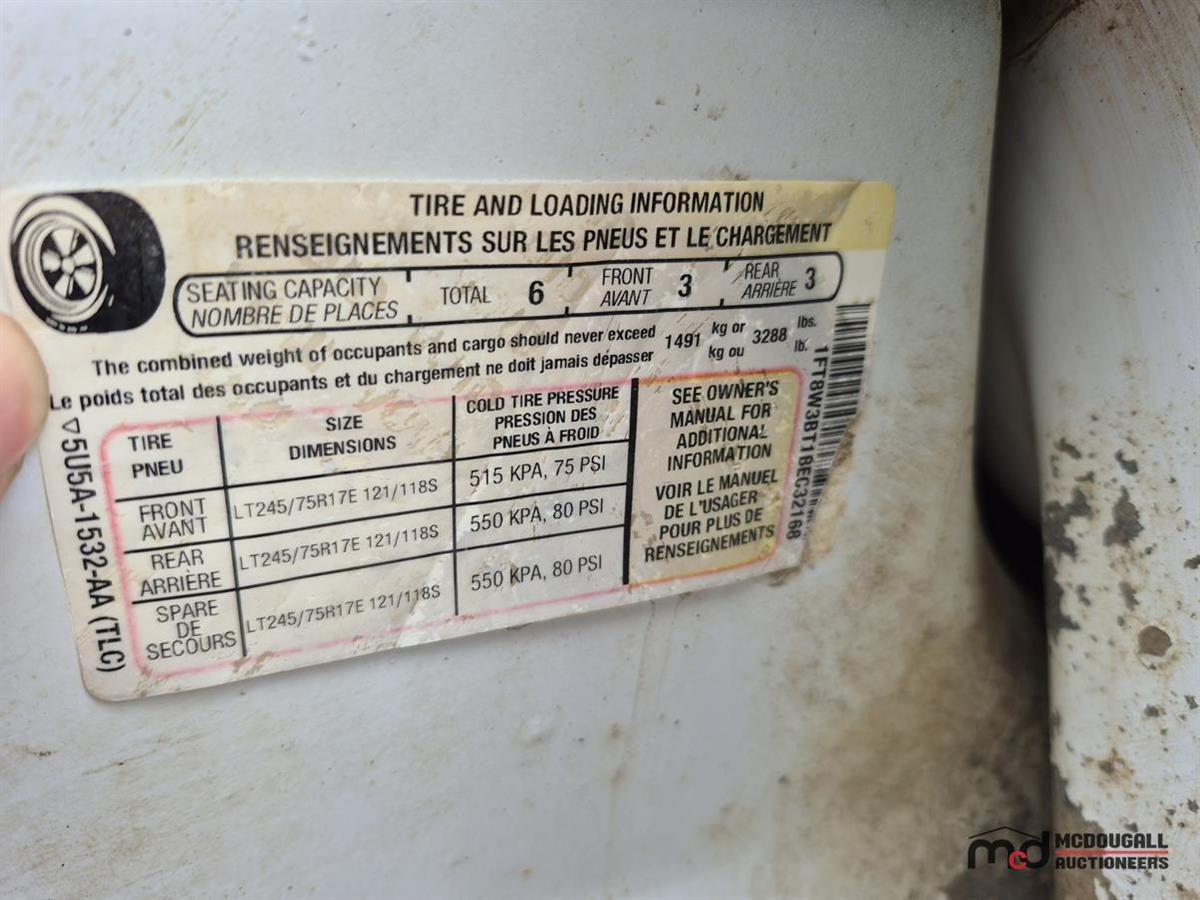 TIRE AND LOADING INFORMATION
RENSEIGNEMENTS SUR LES PNEUS ET LE CHARGEMENT
SEATING CAPACITY
NOMBRE DE PLACES
TOTAL 6
FRONT
AVANT 3
REAR
ARRIÈRE 3
The combined weight of occupants and cargo should never exceed 1491 kg or 3288 lbs.
Le poids total des occupants et du chargement ne doit jamais dépasser kg ou lb.
TIRE
PNEU
SIZE
DIMENSIONS
COLD TIRE PRESSURE
PRESSION DES
PNEUS À FROID
FRONT
AVANT
LT245/75R17E 121/118S
515 KPA, 75 PSI
REAR
ARRIÈRE
LT245/75R17E 121/118S
550 KPA, 80 PSI
SPARE
DE
SECOURS
LT245/75R17E 121/118S
550 KPA, 80 PSI
SEE OWNER'S
MANUAL FOR
ADDITIONAL
INFORMATION
VOIR LE MANUEL
DE L'USAGER
POUR PLUS DE
RENSEIGNEMENTS
1FT8W3BT1BEC32168
▽5U5A-1532-AA (TLC)
mcd MCDOUGALL
AUCTIONEERS